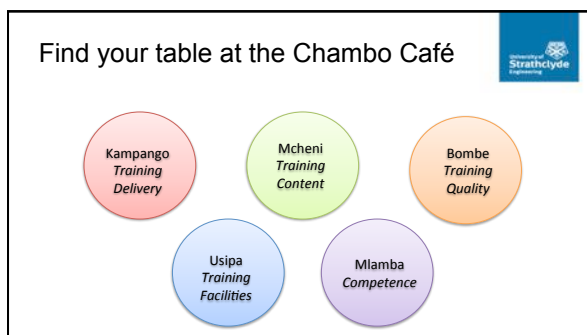 Find your table at the Chambo Café
University of
Strathclyde
Engineering
Kampango
Training
Delivery
Mcheni
Training
Content
Bombe
Training
Quality
Usipa
Training
Facilities
Mlamba
Competence